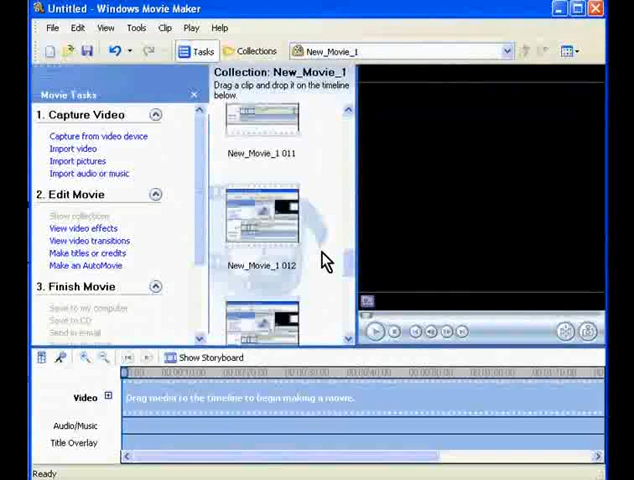 Untitled - Windows Movie Maker
File Edit View Tools Clip Play Help
Tasks Collections New_Movie_1
Movie Tasks
1. Capture Video
Capture from video device
Import video
Import pictures
Import audio or music
2. Edit Movie
Show collections
View video effects
View video transitions
Make titles or credits
Make an AutoMovie
3. Finish Movie
Save to my computer
Save to CD
Send in e-mail
Collection: New_Movie_1
Drag a clip and drop it on the timeline
below.
New_Movie_1 011
New_Movie_1 012
Show Storyboard
Video
Drag media to the timeline to begin making a movie.
Audio/Music
Title Overlay
Ready